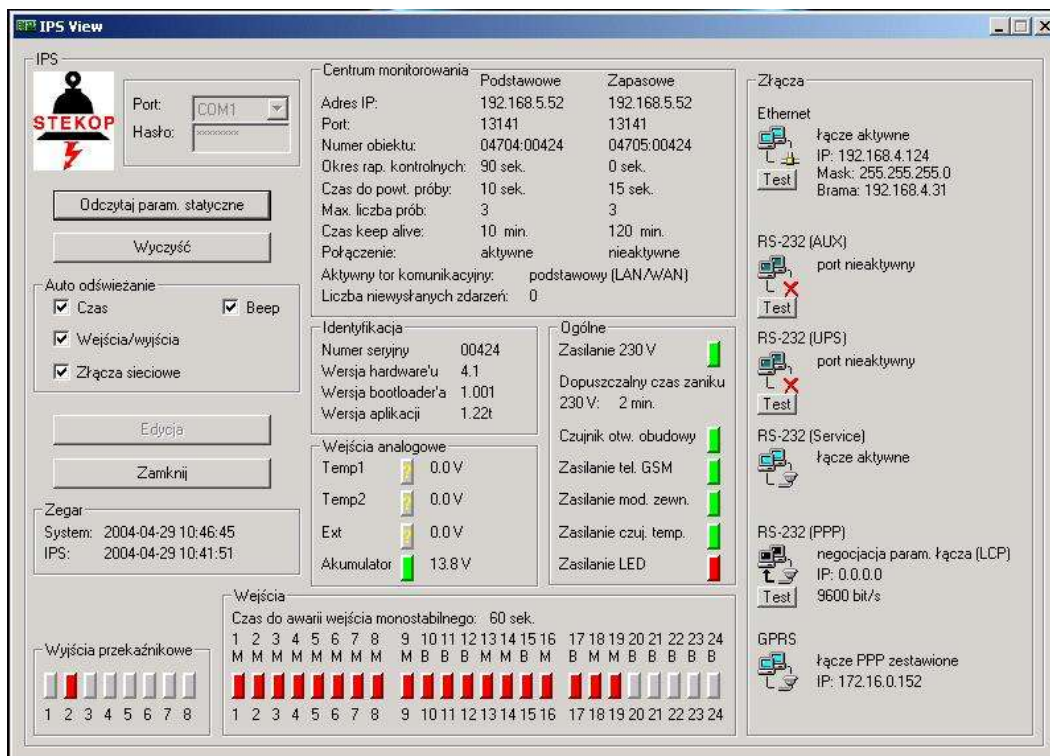 IPS View
IPS
STEKOP
Port: COM1
Hasło: xxxxxxxx
Odczytaj param. statyczne
Wyczyść
Auto odświeżanie
Czas Beep
Wejścia/wyjścia
Złącza sieciowe
Edycja
Zamknij
Zegar
System: 2004-04-29 10:46:45
IPS: 2004-04-29 10:41:51
Centrum monitorowania
Podstawowe Zapasowe
Adres IP: 192.168.5.52 192.168.5.52
Port: 13141 13141
Numer obiektu: 04704:00424 04705:00424
Okres rap. kontrolnych: 90 sek. 0 sek.
Czas do powt. próby: 10 sek. 15 sek.
Max. liczba prób: 3 3
Czas keep alive: 10 min. 120 min.
Połączenie: aktywne nieaktywne
Aktywny tor komunikacyjny: podstawowy (LAN/WAN)
Liczba niewysłanych zdarzeń: 0
Identyfikacja
Numer seryjny 00424
Wersja hardware'u 4.1
Wersja bootloader'a 1.001
Wersja aplikacji 1.22t
Wejścia analogowe
Temp1 ? 0.0 V
Temp2 ? 0.0 V
Ext ? 0.0 V
Akumulator 13.8 V
Ogólne
Zasilanie 230 V
Dopuszczalny czas zaniku
230 V: 2 min.
Czujnik otw. obudowy
Zasilanie tel. GSM
Zasilanie mod. zewn.
Zasilanie czuj. temp.
Zasilanie LED
Złącza
Ethernet
łącze aktywne
IP: 192.168.4.124
Mask: 255.255.255.0
Brama: 192.168.4.31
Test
RS-232 (AUX)
port nieaktywny
Test
RS-232 (UPS)
port nieaktywny
Test
RS-232 (Service)
łącze aktywne
RS-232 (PPP)
negocjacja param. łącza (LCP)
IP: 0.0.0.0
Test 9600 bit/s
GPRS
łącze PPP zestawione
IP: 172.16.0.152
Wyjścia przekaźnikowe
1 2 3 4 5 6 7 8
Wejścia
Czas do awarii wejścia monostabilnego: 60 sek.
1 2 3 4 5 6 7 8 9 10 11 12 13 14 15 16 17 18 19 20 21 22 23 24
M M M M M M M M M B B B M M B M B M M B B B B B
1 2 3 4 5 6 7 8 9 10 11 12 13 14 15 16 17 18 19 20 21 22 23 24